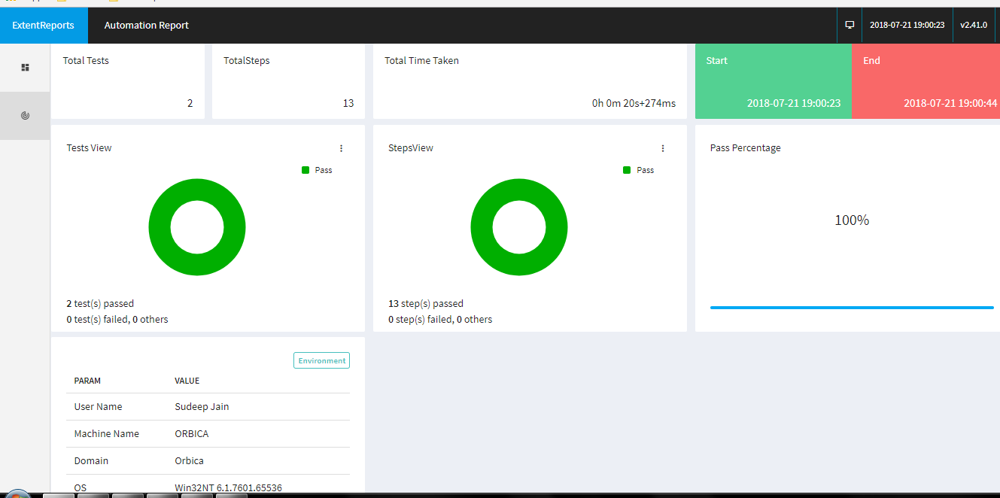 ExtentReports Automation Report 2018-07-21 19:00:23 v2.41.0
Total Tests TotalSteps Total Time Taken Start End
2 13 0h 0m 20s+274ms 2018-07-21 19:00:23 2018-07-21 19:00:44
Tests View
Pass
2 test(s) passed
0 test(s) failed, 0 others
StepsView
Pass
13 step(s) passed
0 step(s) failed, 0 others
Pass Percentage
100%
Environment
PARAM VALUE
User Name Sudeep Jain
Machine Name ORBICA
Domain Orbica
OS Win32NT 6.1.7601.65536